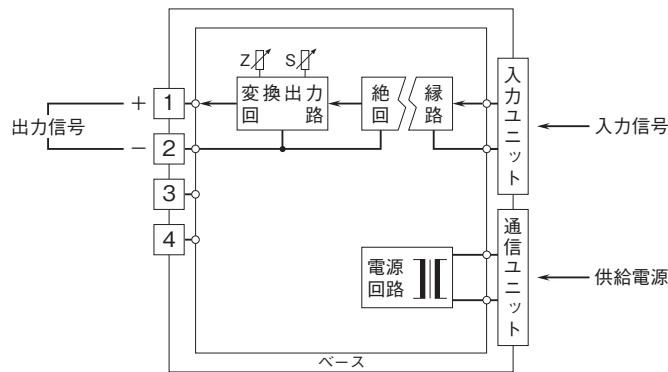 Z S
変換出力
回 路
絶
回
縁
路
入力ユニット
+ 1
出力信号
− 2
3
4
入力信号
通信ユニット
電源
回路
供給電源
ベース